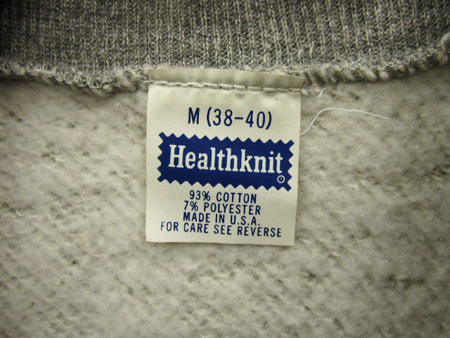 M (38-40)
Healthknit
93% COTTON
7% POLYESTER
MADE IN U.S.A.
FOR CARE SEE REVERSE